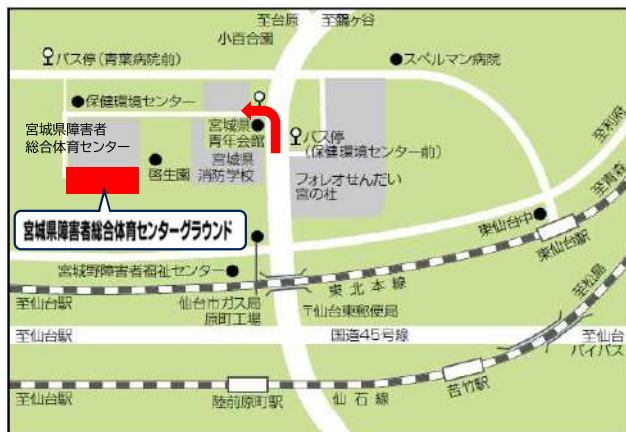 至台原 至鶴ヶ谷
小百合園
バス停(青葉病院前)
●スペルマン病院
●保健環境センター
宮城県障害者
総合体育センター
宮城県
青年会館
バス停
(保健環境センター前)
啓生園
宮城県
消防学校
フォレオせんだい
宮の杜
至利府
至青森
宮城県障害者総合体育センターグラウンド
東仙台中
東仙台駅
宮城野障害者福祉センター●
東北本線
至松島
至仙台駅
仙台市ガス局
原町工場
〒仙台東郵便局
至仙台駅
国道45号線
至仙台
バイパス
苦竹駅
至仙台駅
陸前原町駅
仙石線